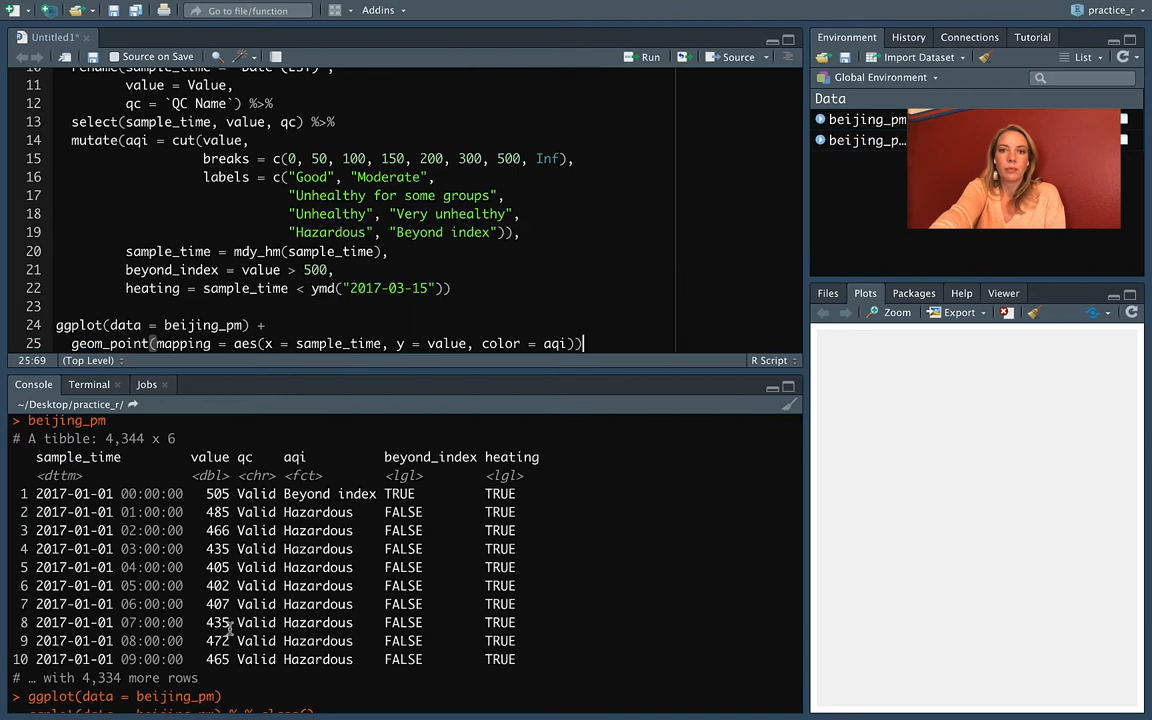 Go to file/function
Addins
practice_r
Untitled1*
Source on Save
Run
Source
10 rename(sample_time = `Date (EST)`,
11 value = Value,
12 qc = `QC Name`) %>%
13 select(sample_time, value, qc) %>%
14 mutate(aqi = cut(value,
15 breaks = c(0, 50, 100, 150, 200, 300, 500, Inf),
16 labels = c("Good", "Moderate",
17 "Unhealthy for some groups",
18 "Unhealthy", "Very unhealthy",
19 "Hazardous", "Beyond index")),
20 sample_time = mdy_hm(sample_time),
21 beyond_index = value > 500,
22 heating = sample_time < ymd("2017-03-15"))
23
24 ggplot(data = beijing_pm) +
25 geom_point(mapping = aes(x = sample_time, y = value, color = aqi))
25:69 (Top Level) R Script
Console Terminal Jobs
~/Desktop/practice_r/
> beijing_pm
# A tibble: 4,344 x 6
sample_time value qc aqi beyond_index heating
<dttm> <dbl> <chr> <fct> <lgl> <lgl>
1 2017-01-01 00:00:00 505 Valid Beyond index TRUE TRUE
2 2017-01-01 01:00:00 485 Valid Hazardous FALSE TRUE
3 2017-01-01 02:00:00 466 Valid Hazardous FALSE TRUE
4 2017-01-01 03:00:00 435 Valid Hazardous FALSE TRUE
5 2017-01-01 04:00:00 405 Valid Hazardous FALSE TRUE
6 2017-01-01 05:00:00 402 Valid Hazardous FALSE TRUE
7 2017-01-01 06:00:00 407 Valid Hazardous FALSE TRUE
8 2017-01-01 07:00:00 435 Valid Hazardous FALSE TRUE
9 2017-01-01 08:00:00 472 Valid Hazardous FALSE TRUE
10 2017-01-01 09:00:00 465 Valid Hazardous FALSE TRUE
# … with 4,334 more rows
> ggplot(data = beijing_pm)
Environment History Connections Tutorial
Import Dataset List
Global Environment
Data
beijing_pm
beijing_p…
Files Plots Packages Help Viewer
Zoom Export